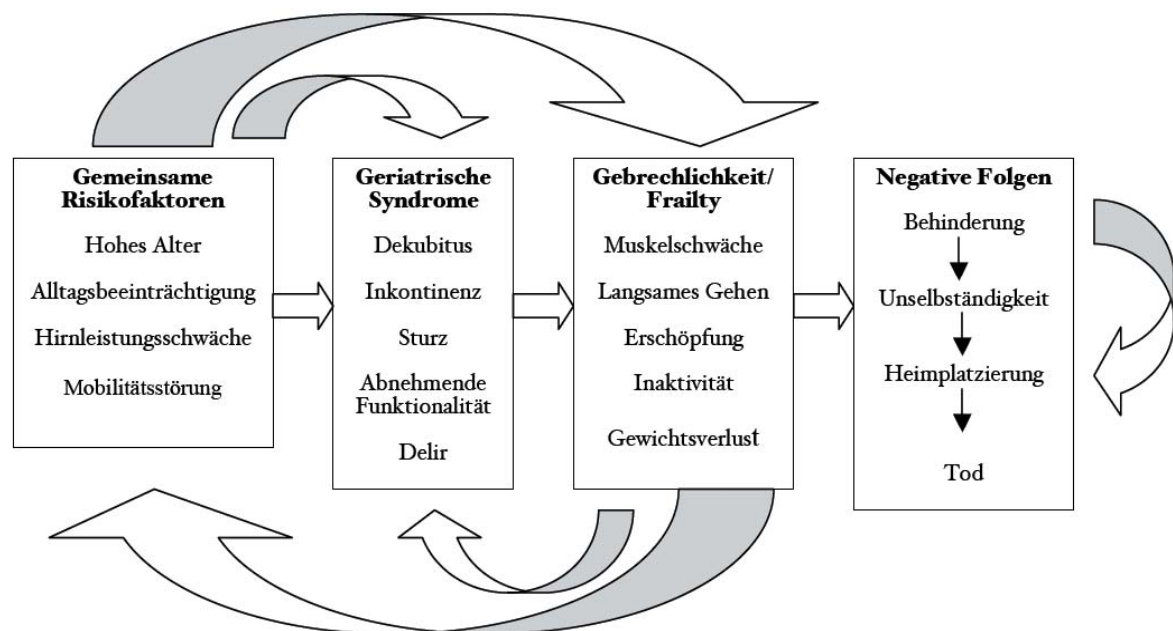 Gemeinsame
Risikofaktoren
Hohes Alter
Alltagsbeeinträchtigung
Hirnleistungsschwäche
Mobilitätsstörung
Geriatrische
Syndrome
Dekubitus
Inkontinenz
Sturz
Abnehmende
Funktionalität
Delir
Gebrechlichkeit/
Frailty
Muskelschwäche
Langsames Gehen
Erschöpfung
Inaktivität
Gewichtsverlust
Negative Folgen
Behinderung
Unselbständigkeit
Heimplatzierung
Tod